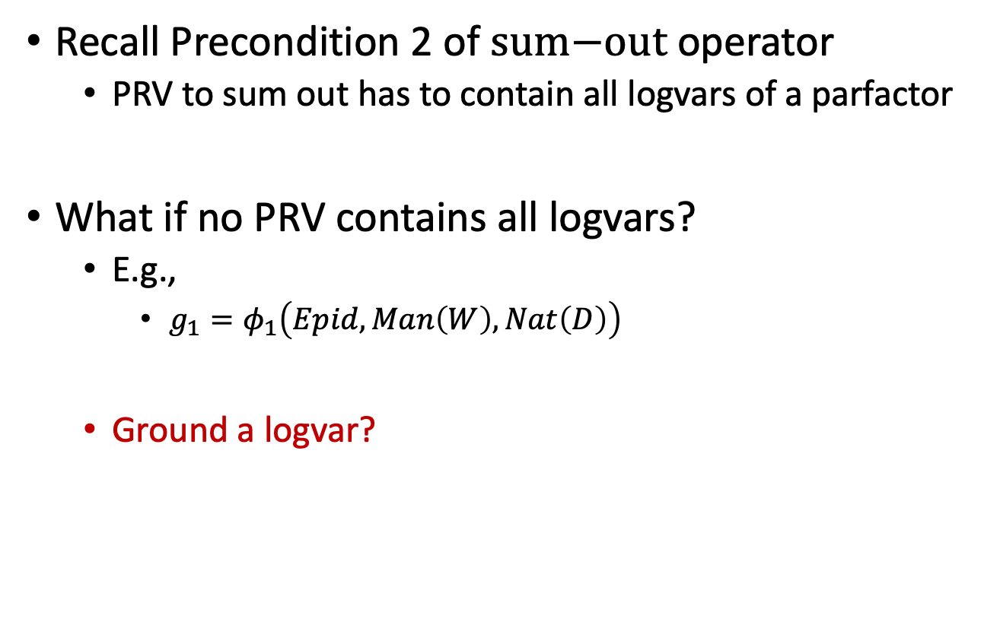 • Recall Precondition 2 of sum−out operator
• PRV to sum out has to contain all logvars of a parfactor
• What if no PRV contains all logvars?
• E.g.,
• g₁ = ϕ₁(Epid, Man(W), Nat(D))
• Ground a logvar?